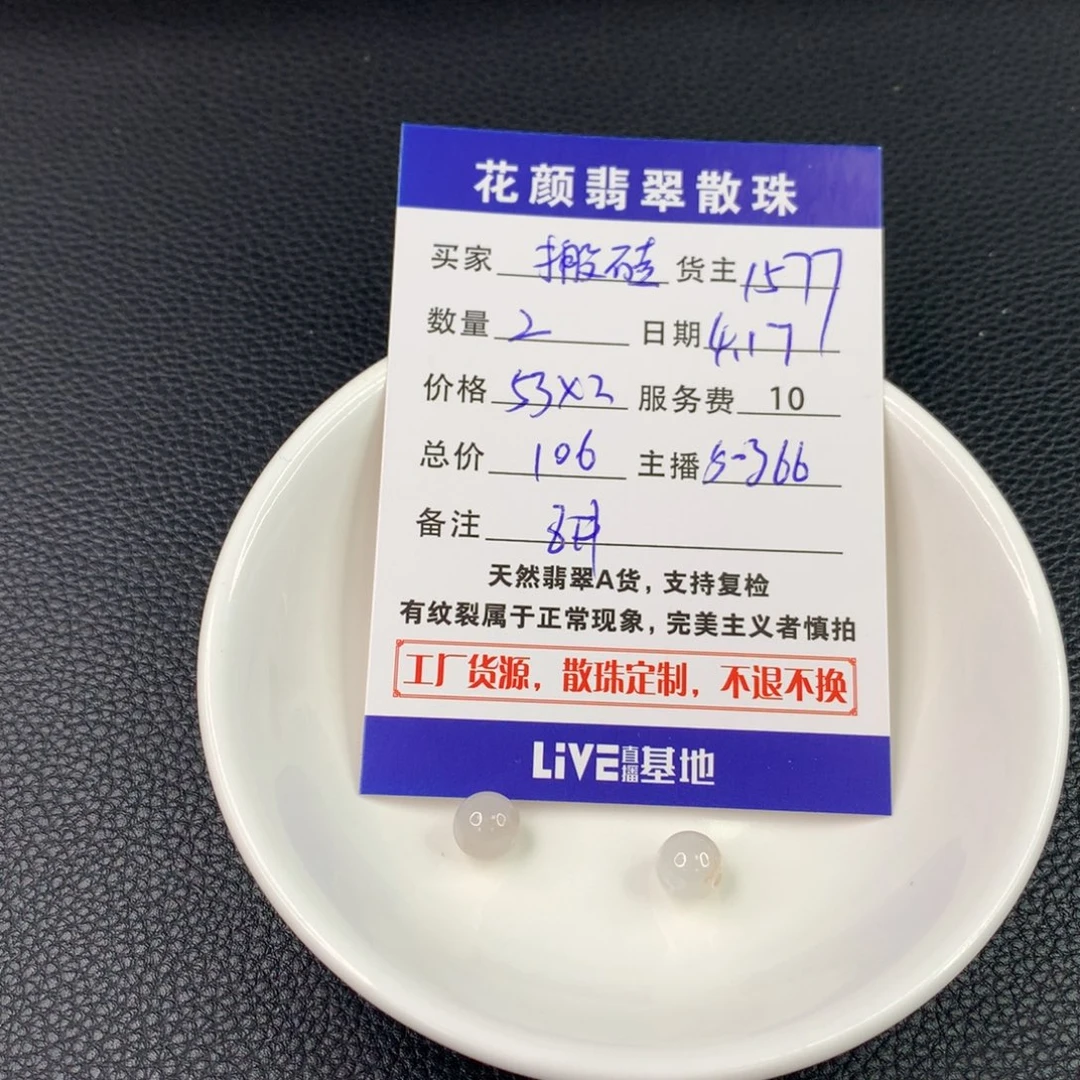 花颜翡翠散珠
买家 搬砖 货主 1577
数量 2 日期 4.17
价格 53×2 服务费 10
总价 106 主播 S-366
备注
天然翡翠A货，支持复检
有纹裂属于正常现象，完美主义者慎拍
工厂货源，散珠定制，不退不换
LiVE直播基地